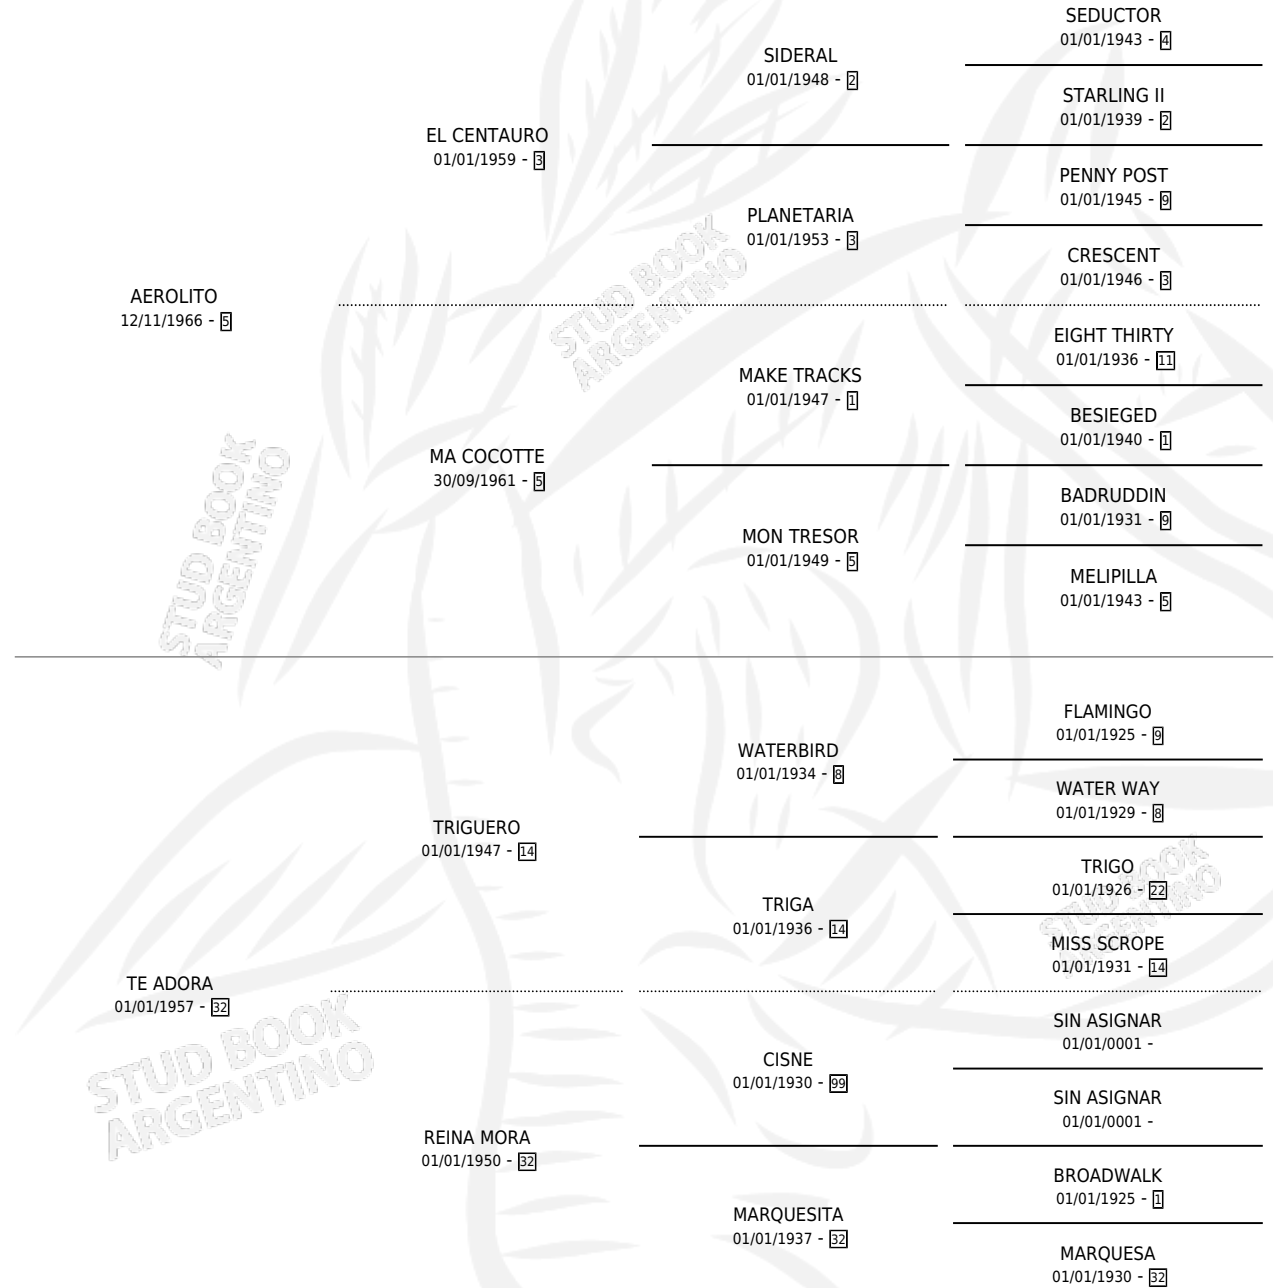 SEDUCTOR
01/01/1943 - 4
SIDERAL
01/01/1948 - 2
STARLING II
01/01/1939 - 2
EL CENTAURO
01/01/1959 - 3
PENNY POST
01/01/1945 - 9
PLANETARIA
01/01/1953 - 3
CRESCENT
01/01/1946 - 3
AEROLITO
12/11/1966 - 5
EIGHT THIRTY
01/01/1936 - 11
MAKE TRACKS
01/01/1947 - 1
BESIEGED
01/01/1940 - 1
MA COCOTTE
30/09/1961 - 5
BADRUDDIN
01/01/1931 - 9
MON TRESOR
01/01/1949 - 5
MELIPILLA
01/01/1943 - 5
STUD BOOK
ARGENTINO
STUD BOOK
ARGENTINO
FLAMINGO
01/01/1925 - 9
WATERBIRD
01/01/1934 - 8
WATER WAY
01/01/1929 - 8
TRIGUERO
01/01/1947 - 14
TRIGO
01/01/1926 - 22
TRIGA
01/01/1936 - 14
MISS SCROPE
01/01/1931 - 14
TE ADORA
01/01/1957 - 32
SIN ASIGNAR
01/01/0001 -
CISNE
01/01/1930 - 99
SIN ASIGNAR
01/01/0001 -
REINA MORA
01/01/1950 - 32
BROADWALK
01/01/1925 - 1
MARQUESITA
01/01/1937 - 32
MARQUESA
01/01/1930 - 32
STUD BOOK
ARGENTINO
STUD BOOK
ARGENTINO